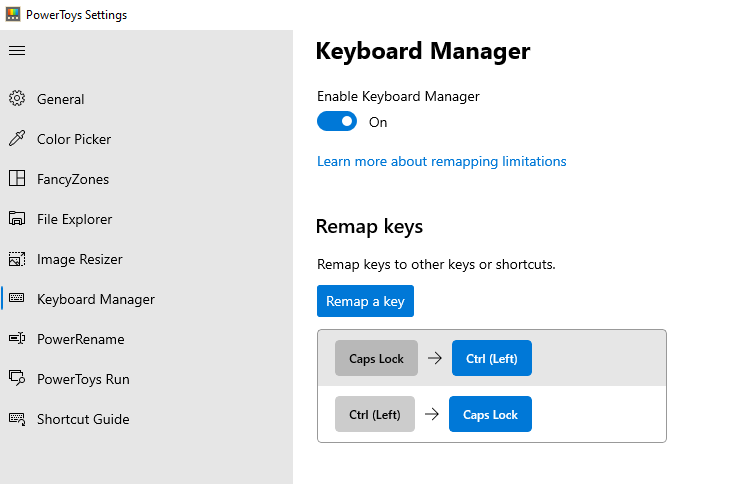 PowerToys Settings
General
Color Picker
FancyZones
File Explorer
Image Resizer
Keyboard Manager
PowerRename
PowerToys Run
Shortcut Guide
Keyboard Manager
Enable Keyboard Manager
On
Learn more about remapping limitations
Remap keys
Remap keys to other keys or shortcuts.
Remap a key
Caps Lock → Ctrl (Left)
Ctrl (Left) → Caps Lock